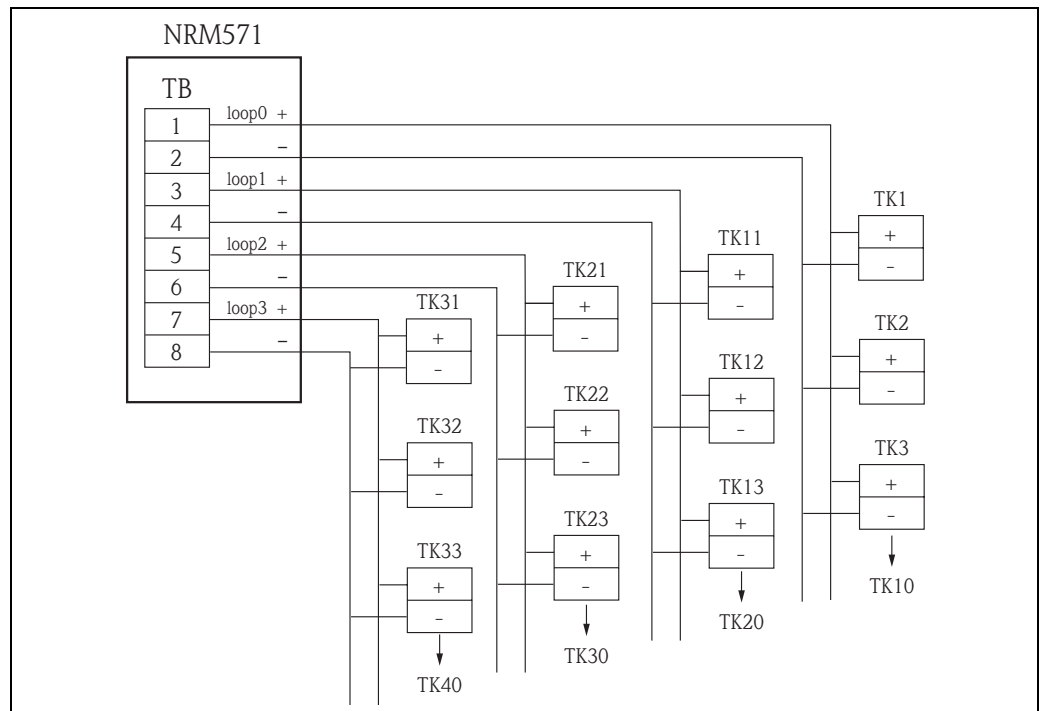 NRM571
TB
1 loop0 +
2 −
3 loop1 +
4 −
5 loop2 +
6 −
7 loop3 +
8 −
TK1
+
-
TK2
+
-
TK3
+
-
TK10
TK11
+
-
TK12
+
-
TK13
+
-
TK20
TK21
+
-
TK22
+
-
TK23
+
-
TK30
TK31
+
-
TK32
+
-
TK33
+
-
TK40